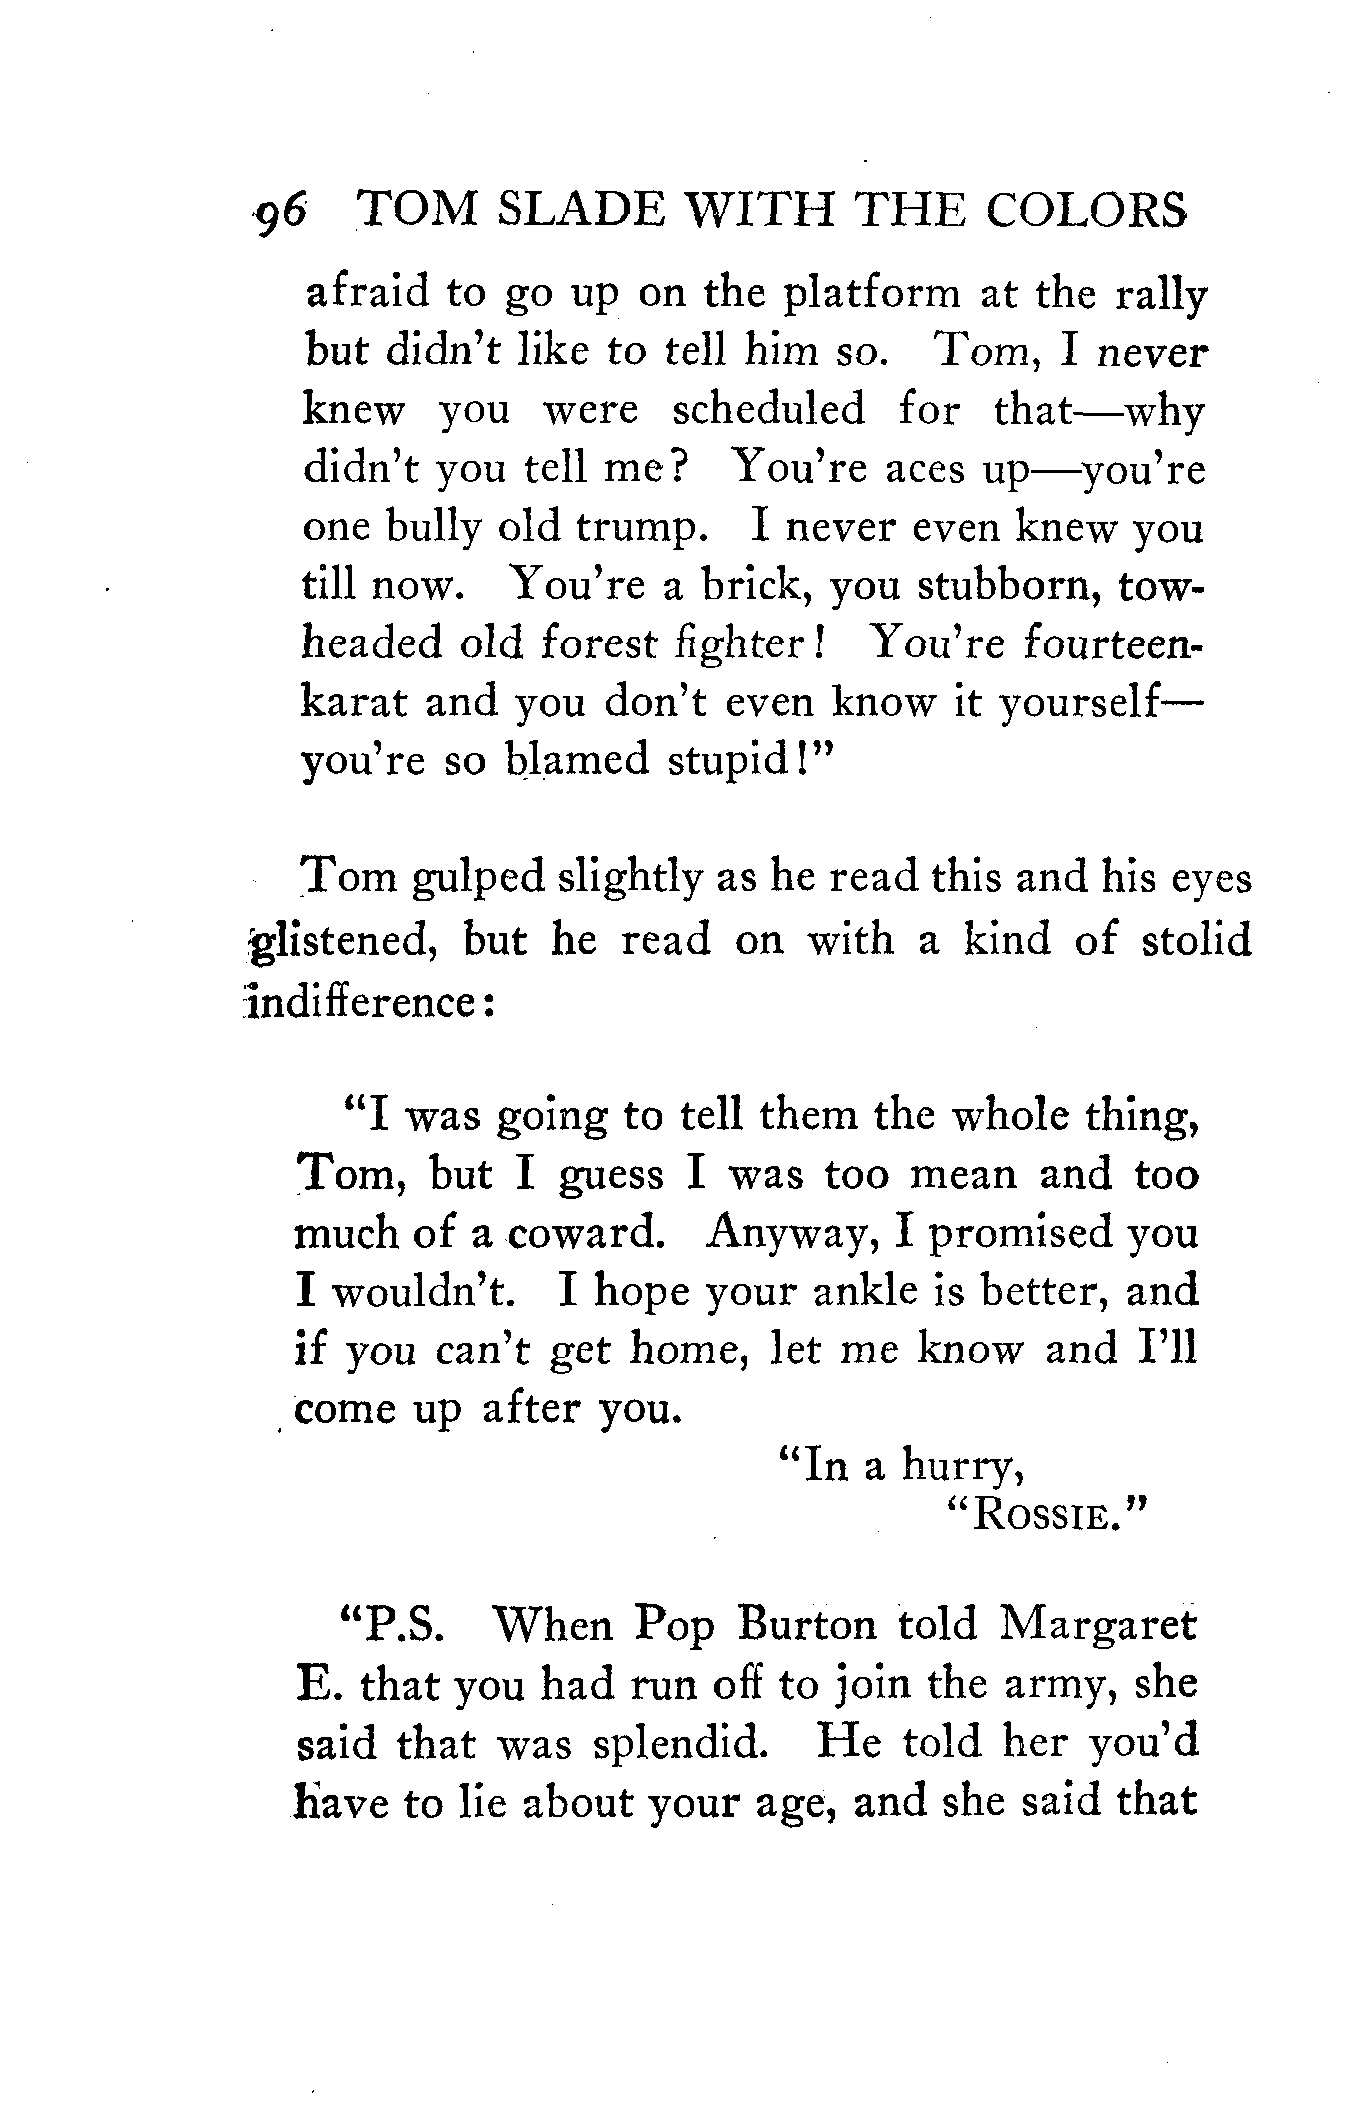 96 TOM SLADE WITH THE COLORS
afraid to go up on the platform at the rally
but didn't like to tell him so. Tom, I never
knew you were scheduled for that—why
didn't you tell me? You're aces up—you're
one bully old trump. I never even knew you
till now. You're a brick, you stubborn, tow-
headed old forest fighter! You're fourteen-
karat and you don't even know it yourself—
you're so blamed stupid!"
Tom gulped slightly as he read this and his eyes
glistened, but he read on with a kind of stolid
indifference:
"I was going to tell them the whole thing,
Tom, but I guess I was too mean and too
much of a coward. Anyway, I promised you
I wouldn't. I hope your ankle is better, and
if you can't get home, let me know and I'll
come up after you.
"In a hurry,
"ROSSIE."
"P.S. When Pop Burton told Margaret
E. that you had run off to join the army, she
said that was splendid. He told her you'd
have to lie about your age, and she said that